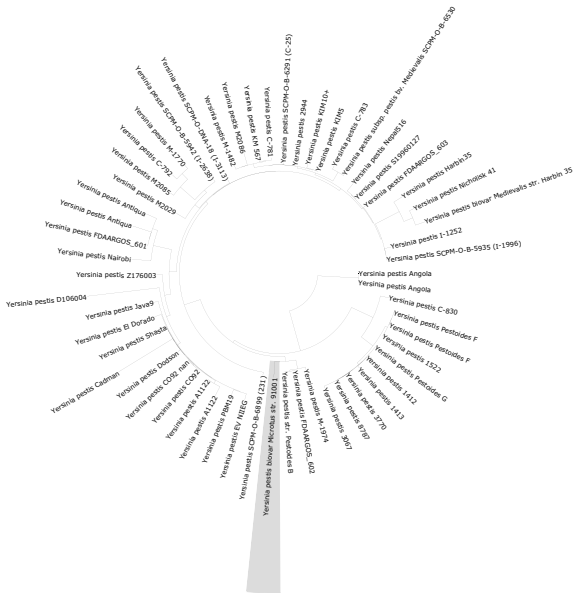 Yersinia pestis SCPM-O-B-6291 (C-25)
Yersinia pestis 2944
Yersinia pestis KIM10+
Yersinia pestis KIM5
Yersinia pestis C-783
Yersinia pestis subsp. pestis bv. Medievalis SCPM-O-B-6530
Yersinia pestis Nepal516
Yersinia pestis S19960127
Yersinia pestis FDAARGOS_603
Yersinia pestis Harbin35
Yersinia pestis Nicholisk 41
Yersinia pestis biovar Medievalis str. Harbin 35
Yersinia pestis I-1252
Yersinia pestis SCPM-O-B-5935 (I-1996)
Yersinia pestis Angola
Yersinia pestis Angola
Yersinia pestis C-830
Yersinia pestis Pestoides F
Yersinia pestis Pestoides F
Yersinia pestis 1522
Yersinia pestis Pestoides G
Yersinia pestis 1412
Yersinia pestis 1413
Yersinia pestis 3770
Yersinia pestis 8787
Yersinia pestis 3067
Yersinia pestis M-1974
Yersinia pestis FDAARGOS_602
Yersinia pestis str. Pestoides B
Yersinia pestis biovar Microtus str. 91001
Yersinia pestis SCPM-O-B-6899 (231)
Yersinia pestis EV NIIEG
Yersinia pestis PBM19
Yersinia pestis A1122
Yersinia pestis A1122
Yersinia pestis CO92
Yersinia pestis CO92_nan
Yersinia pestis Dodson
Yersinia pestis Cadman
Yersinia pestis Shasta
Yersinia pestis El Dorado
Yersinia pestis Java9
Yersinia pestis D106004
Yersinia pestis Z176003
Yersinia pestis Nairobi
Yersinia pestis FDAARGOS_601
Yersinia pestis Antiqua
Yersinia pestis Antiqua
Yersinia pestis M2029
Yersinia pestis M2085
Yersinia pestis C-792
Yersinia pestis M-1770
Yersinia pestis SCPM-O-B-5942 (I-2638)
Yersinia pestis SCPM-O-DNA-18 (I-3113)
Yersinia pestis M-1482
Yersinia pestis M2086
Yersinia pestis KM 567
Yersinia pestis C-781